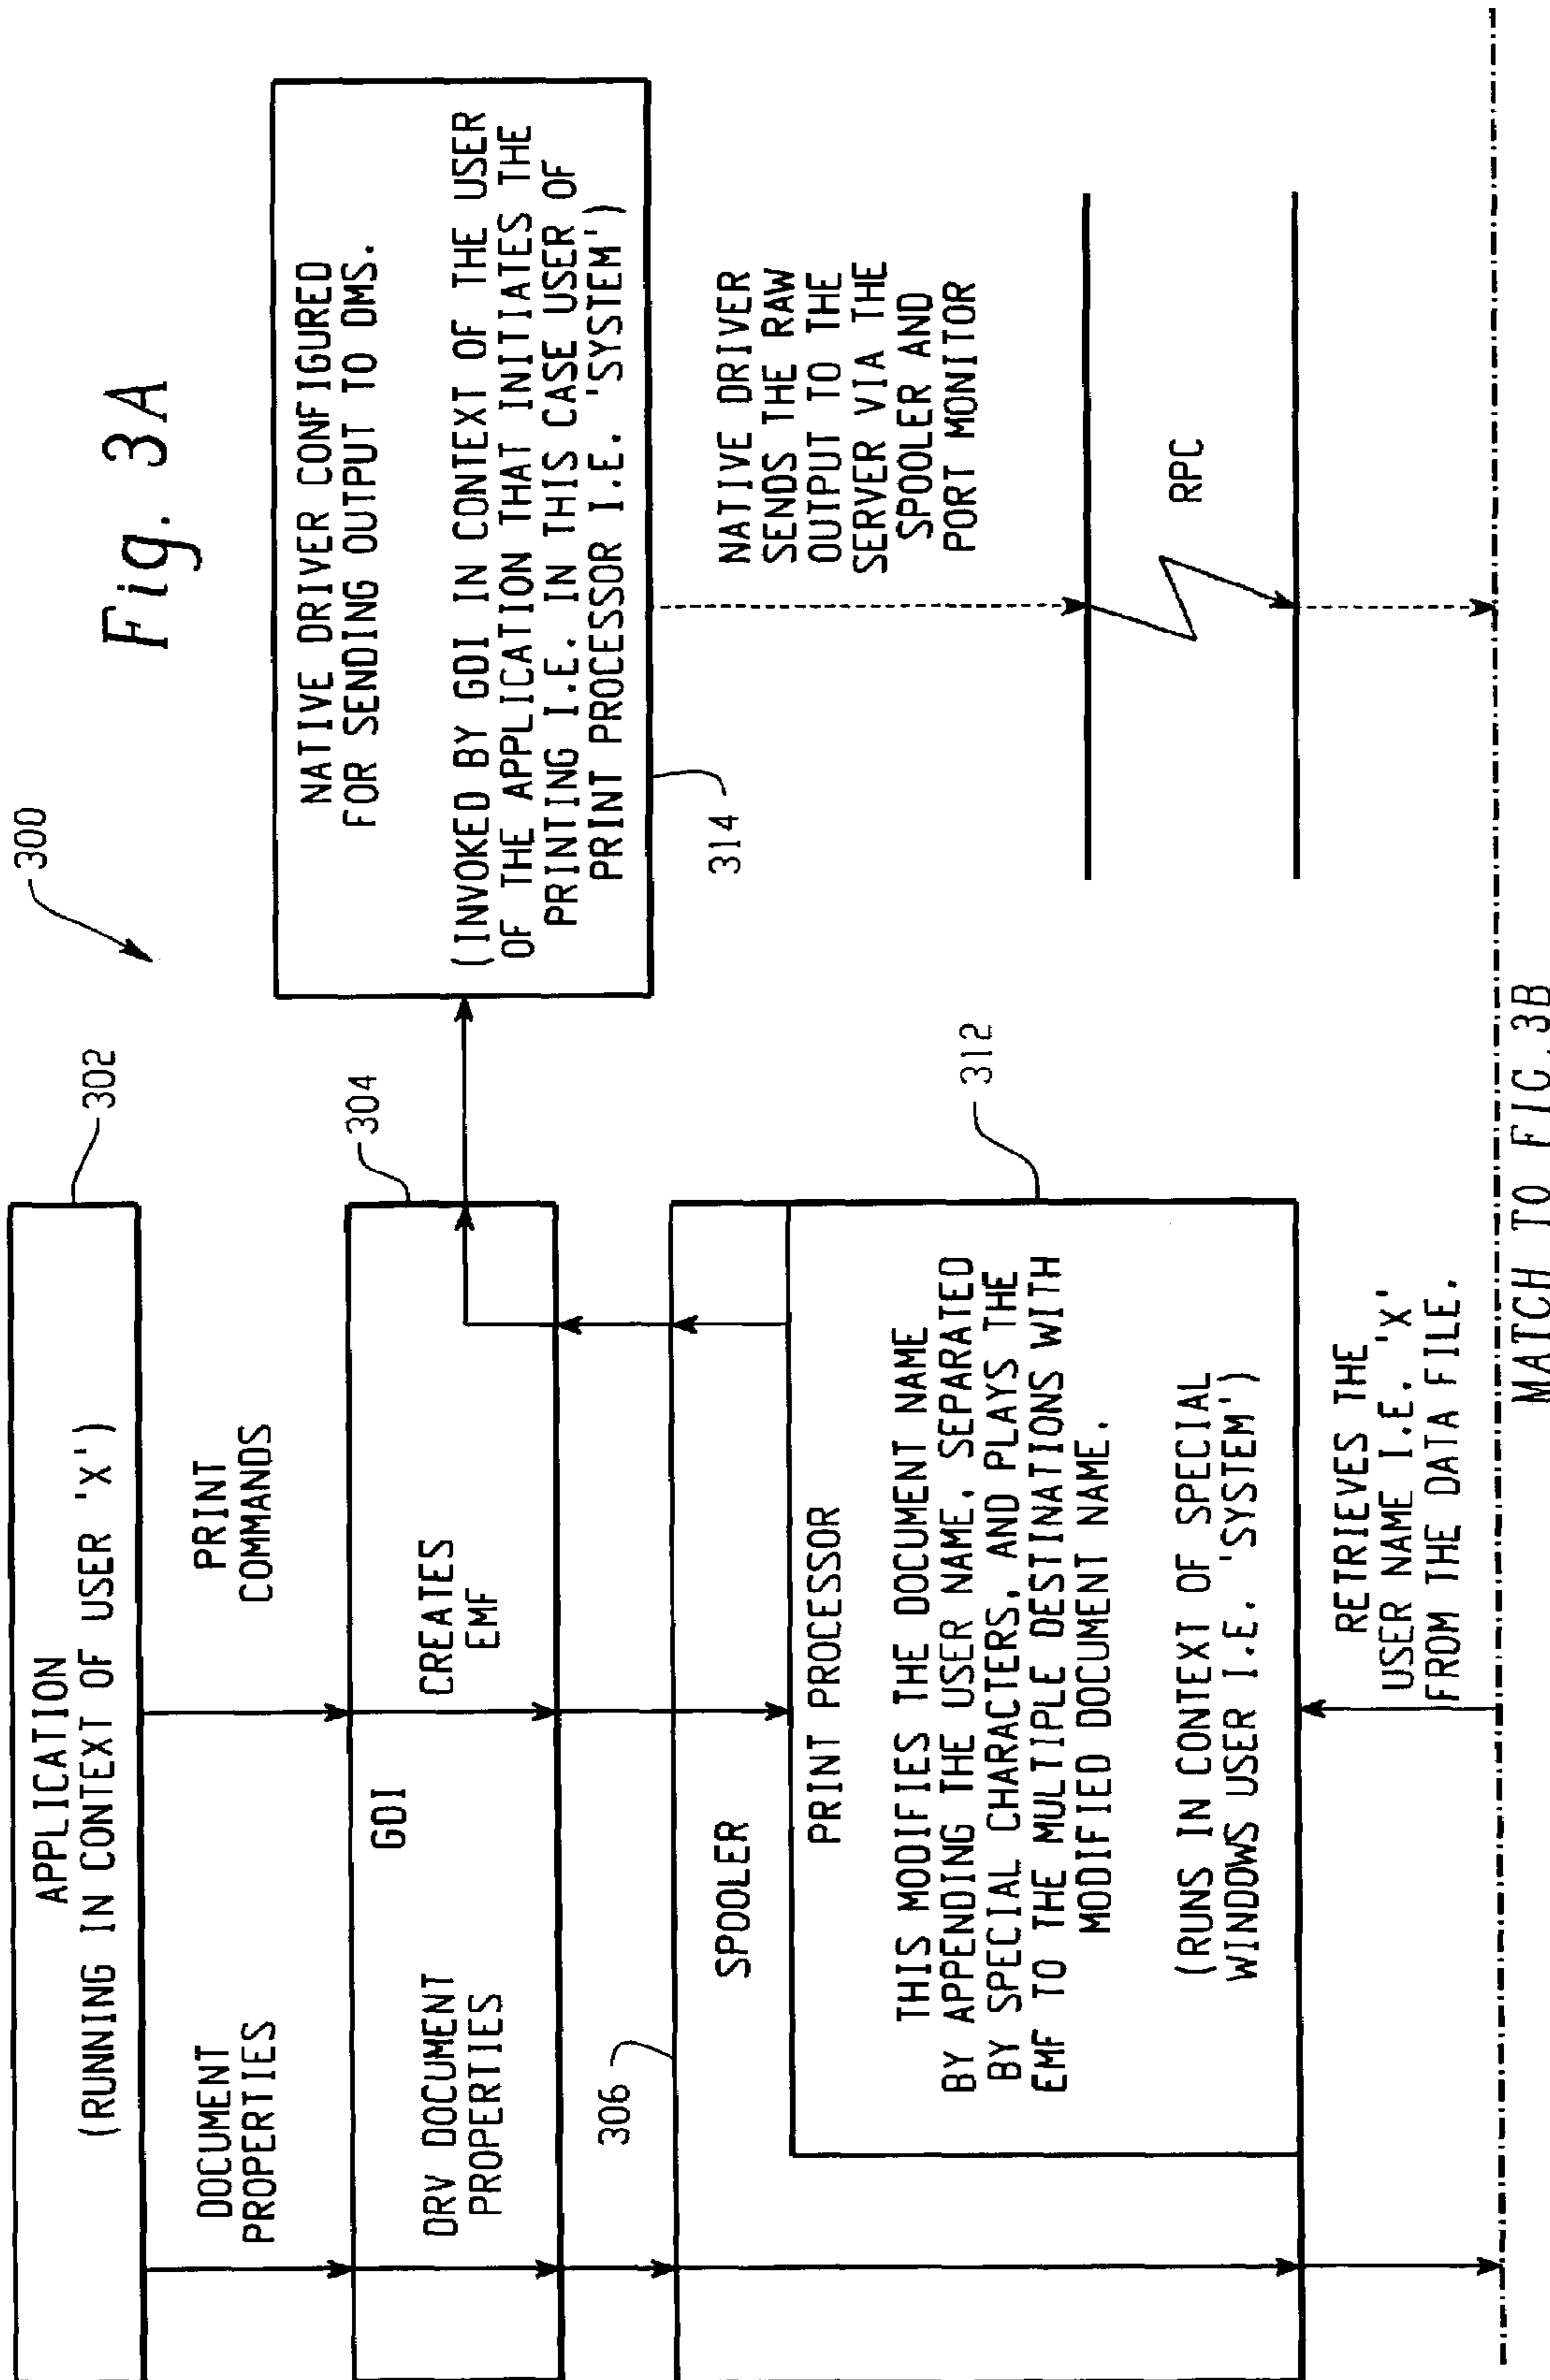 Fig. 3A
300
APPLICATION
(RUNNING IN CONTEXT OF USER 'X')
302
DOCUMENT
PROPERTIES
PRINT
COMMANDS
304
GDI
DRV DOCUMENT
PROPERTIES
CREATES
EMF
NATIVE DRIVER CONFIGURED
FOR SENDING OUTPUT TO DMS.
(INVOKED BY GDI IN CONTEXT OF THE USER
OF THE APPLICATION THAT INITIATES THE
PRINTING I.E. IN THIS CASE USER OF
PRINT PROCESSOR I.E. 'SYSTEM')
314
306
SPOOLER
PRINT PROCESSOR
THIS MODIFIES THE DOCUMENT NAME
BY APPENDING THE USER NAME, SEPARATED
BY SPECIAL CHARACTERS, AND PLAYS THE
EMF TO THE MULTIPLE DESTINATIONS WITH
MODIFIED DOCUMENT NAME.
(RUNS IN CONTEXT OF SPECIAL
WINDOWS USER I.E. 'SYSTEM')
312
NATIVE DRIVER
SENDS THE RAW
OUTPUT TO THE
SERVER VIA THE
SPOOLER AND
PORT MONITOR
RPC
RETRIEVES THE
USER NAME I.E. 'X'
FROM THE DATA FILE.
MATCH TO FIG. 3B